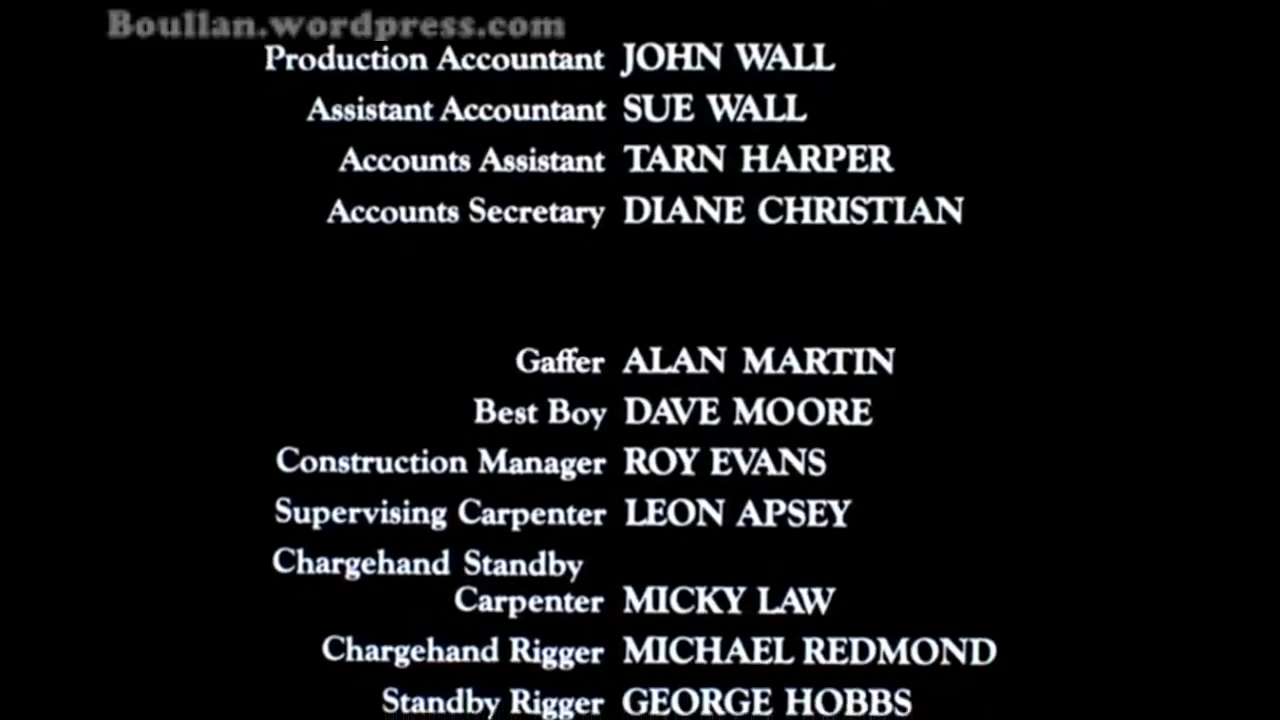 Boullan.wordpress.com
Production Accountant JOHN WALL
Assistant Accountant SUE WALL
Accounts Assistant TARN HARPER
Accounts Secretary DIANE CHRISTIAN
Gaffer ALAN MARTIN
Best Boy DAVE MOORE
Construction Manager ROY EVANS
Supervising Carpenter LEON APSEY
Chargehand Standby
Carpenter MICKY LAW
Chargehand Rigger MICHAEL REDMOND
Standby Rigger GEORGE HOBBS